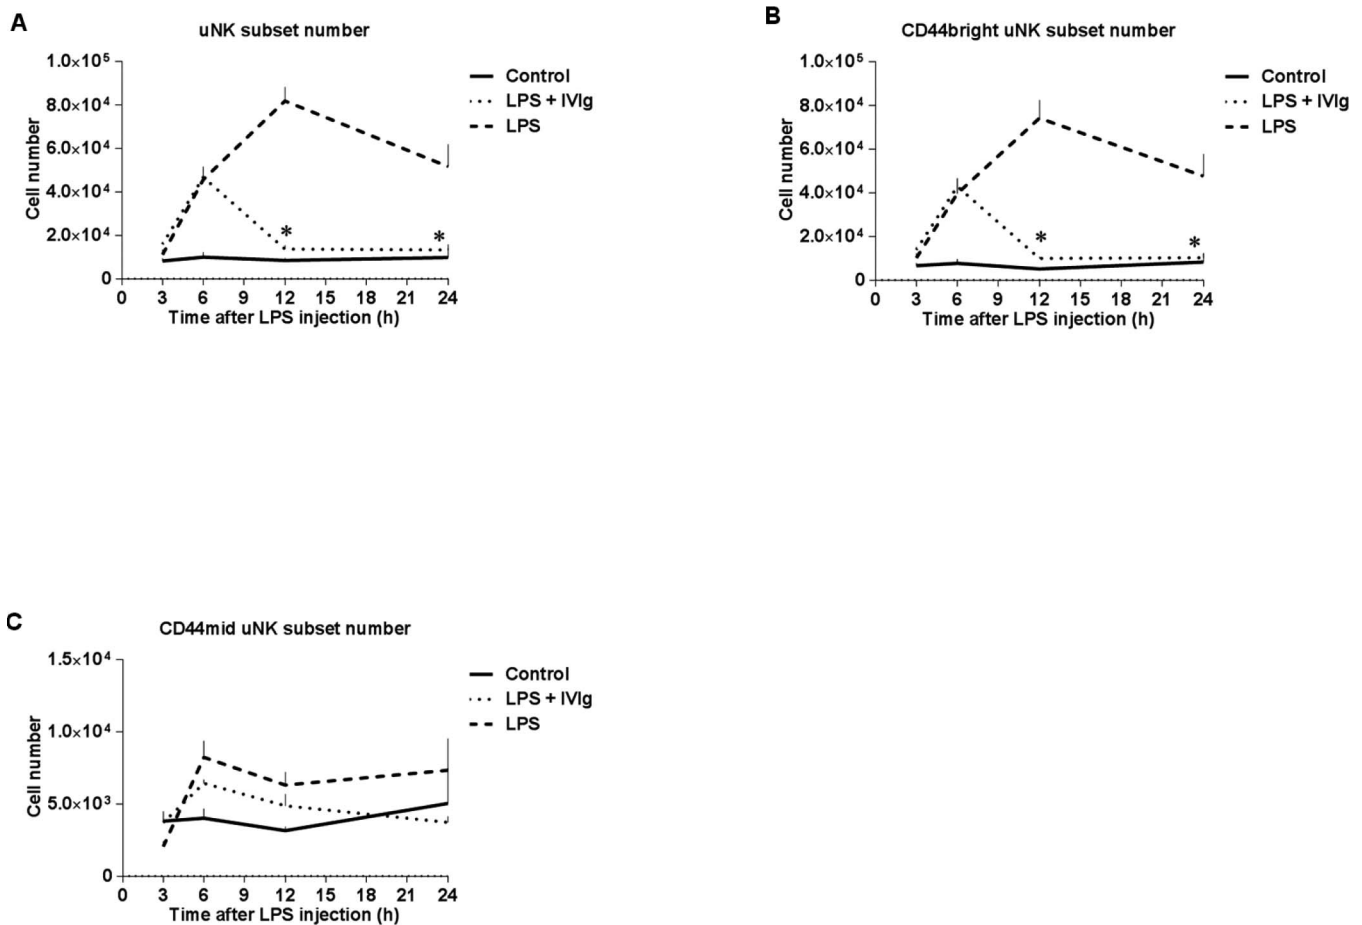 A
uNK subset number
1.0×10⁵
8.0×10⁴
6.0×10⁴
4.0×10⁴
2.0×10⁴
0
Cell number
*
*
0 3 6 9 12 15 18 21 24
Time after LPS injection (h)
Control
LPS + IVIg
LPS
B
CD44bright uNK subset number
1.0×10⁵
8.0×10⁴
6.0×10⁴
4.0×10⁴
2.0×10⁴
0
Cell number
*
*
0 3 6 9 12 15 18 21 24
Time after LPS injection (h)
Control
LPS + IVIg
LPS
C
CD44mid uNK subset number
1.5×10⁴
1.0×10⁴
5.0×10³
0
Cell number
0 3 6 9 12 15 18 21 24
Time after LPS injection (h)
Control
LPS + IVIg
LPS